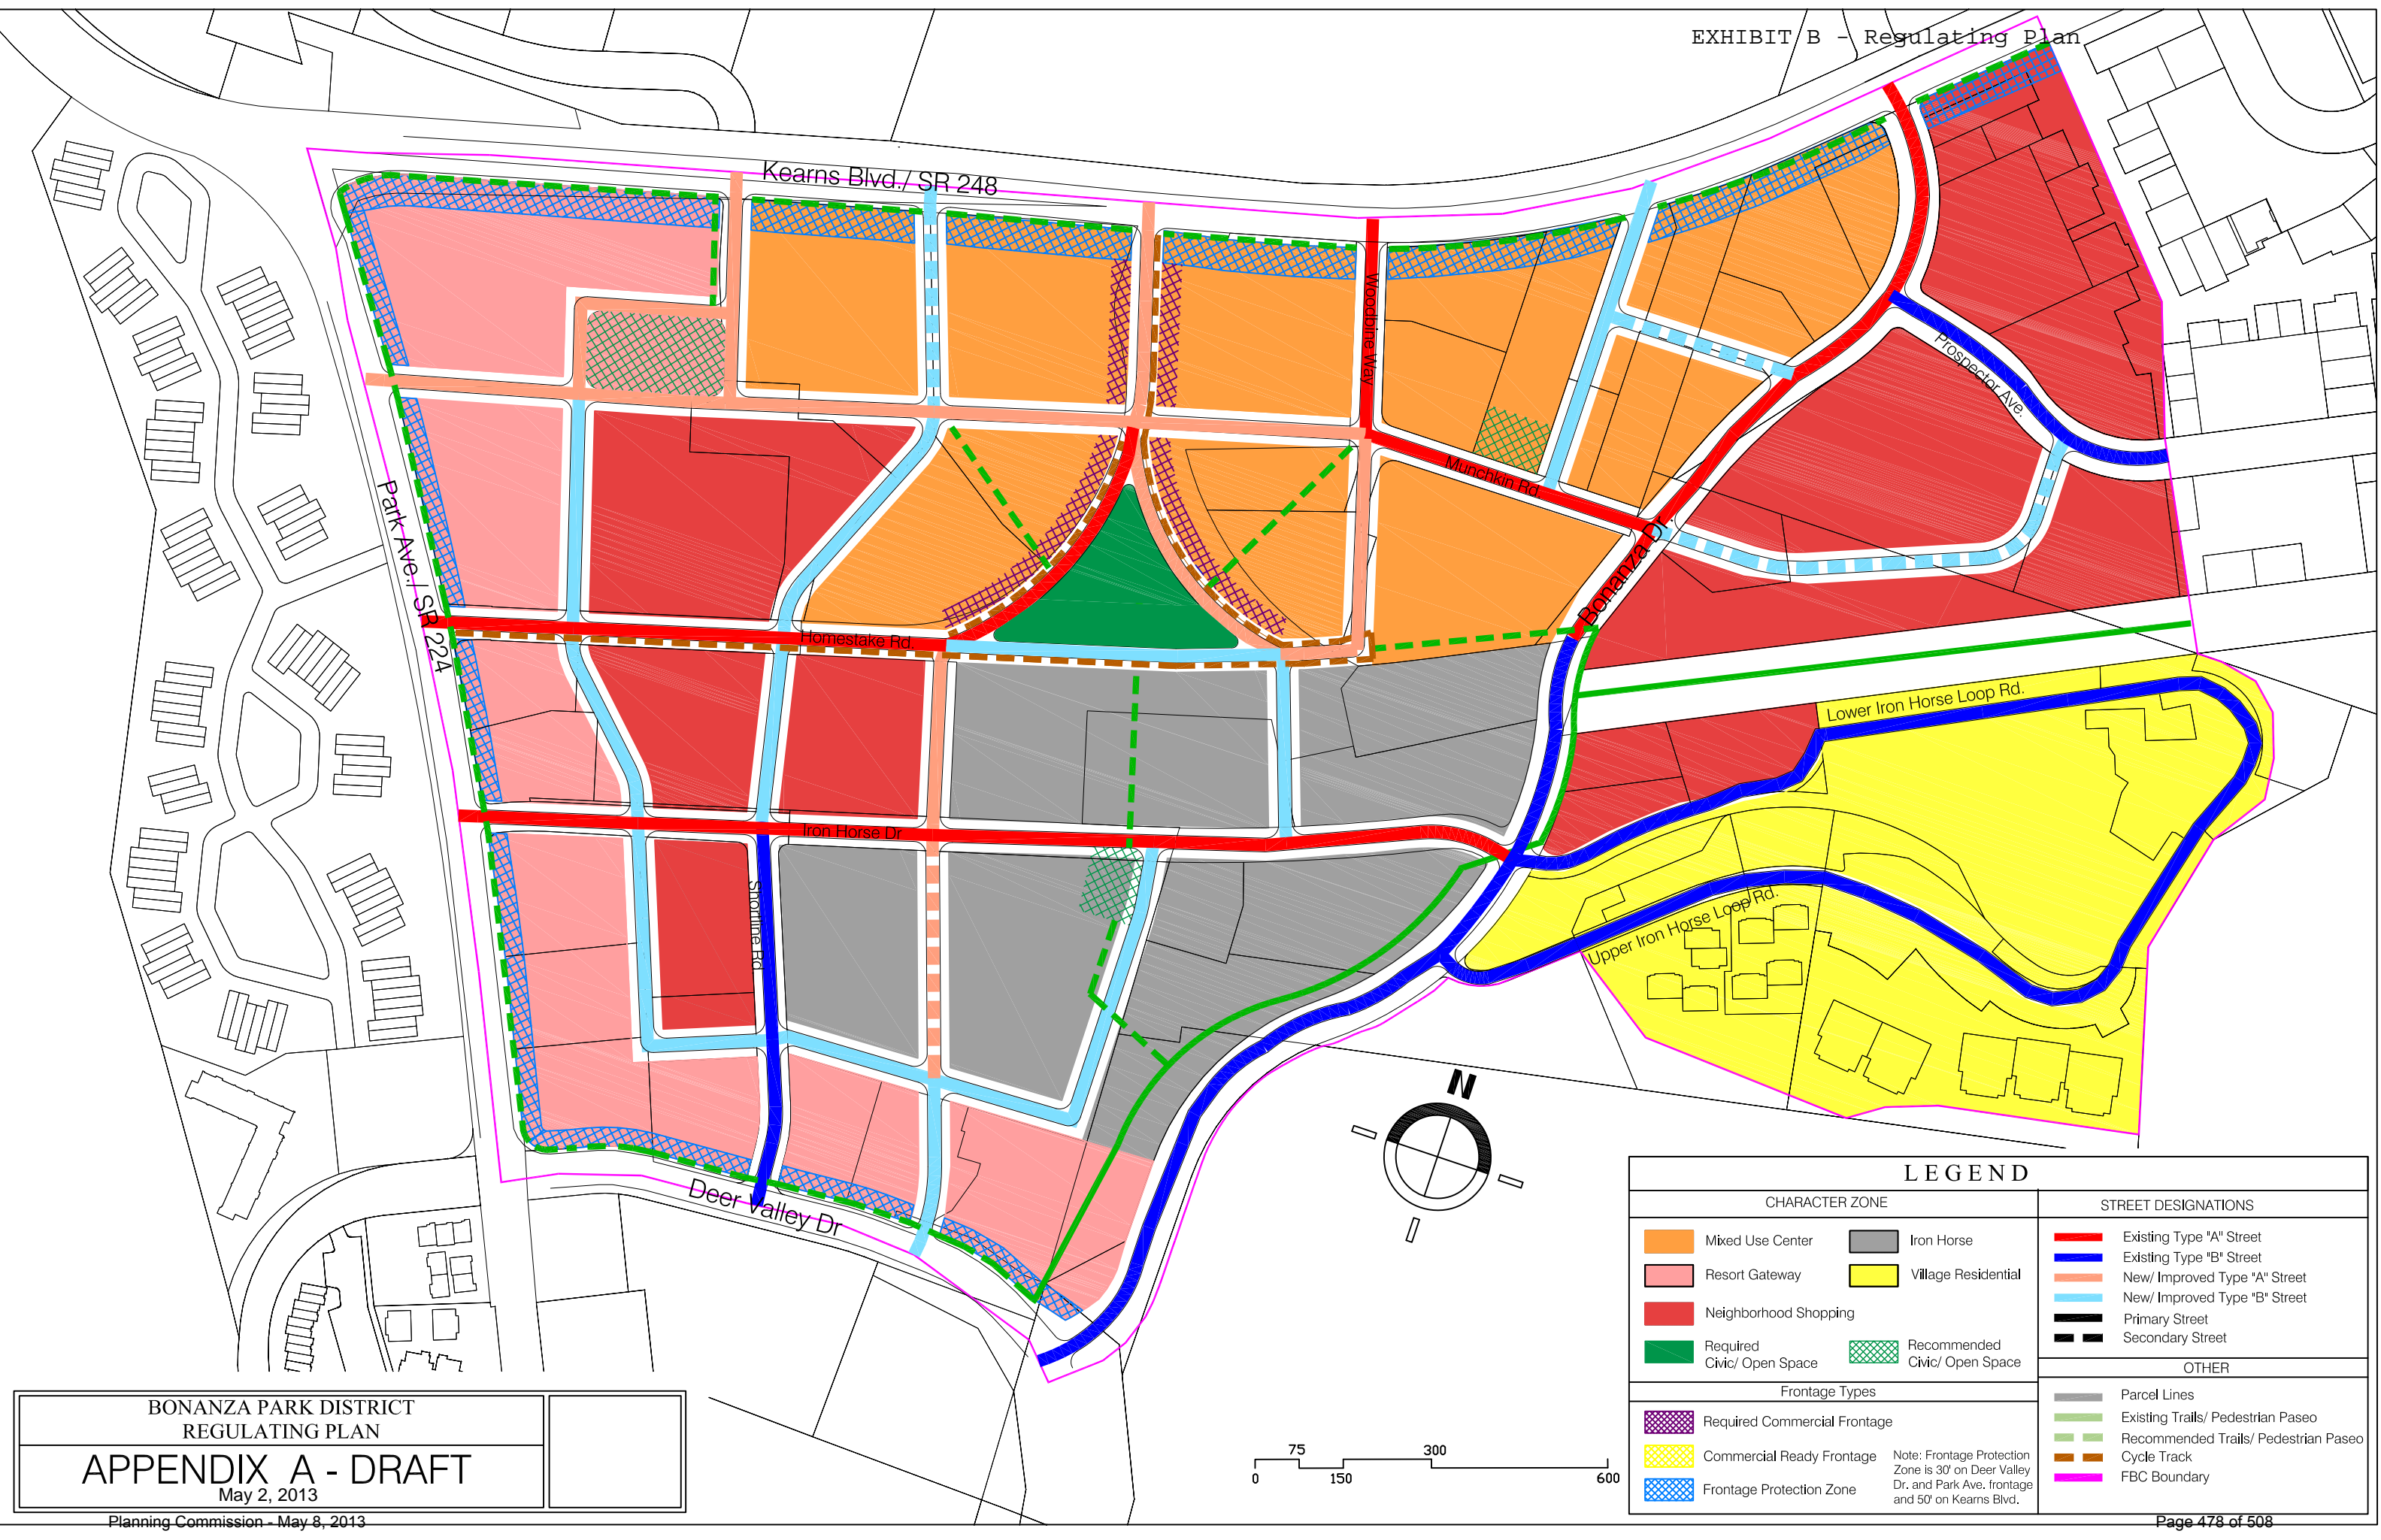 EXHIBIT B - Regulating Plan
Kearns Blvd./ SR 248
Woodbine Way
Prospector Ave.
Park Ave./ SR 224
Munchkin Rd
Bonanza Dr.
Homestake Rd.
Lower Iron Horse Loop Rd.
Iron Horse Dr
Shortline Rd
Upper Iron Horse Loop Rd.
Deer Valley Dr
N
LEGEND
CHARACTER ZONE
Mixed Use Center
Iron Horse
Resort Gateway
Village Residential
Neighborhood Shopping
Required
Civic/ Open Space
Recommended
Civic/ Open Space
Frontage Types
Required Commercial Frontage
Commercial Ready Frontage
Frontage Protection Zone
Note: Frontage Protection
Zone is 30' on Deer Valley
Dr. and Park Ave. frontage
and 50' on Kearns Blvd.
STREET DESIGNATIONS
Existing Type "A" Street
Existing Type "B" Street
New/ Improved Type "A" Street
New/ Improved Type "B" Street
Primary Street
Secondary Street
OTHER
Parcel Lines
Existing Trails/ Pedestrian Paseo
Recommended Trails/ Pedestrian Paseo
Cycle Track
FBC Boundary
75 300
0 150 600
BONANZA PARK DISTRICT
REGULATING PLAN
APPENDIX A - DRAFT
May 2, 2013
Planning Commission - May 8, 2013
Page 478 of 508